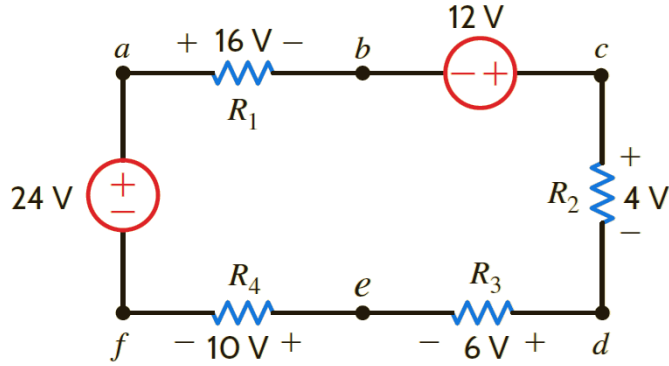 12 V
a + 16 V − b − + c
R1
24 V + − + R2 4 V −
R4 e R3
f − 10 V + − 6 V + d